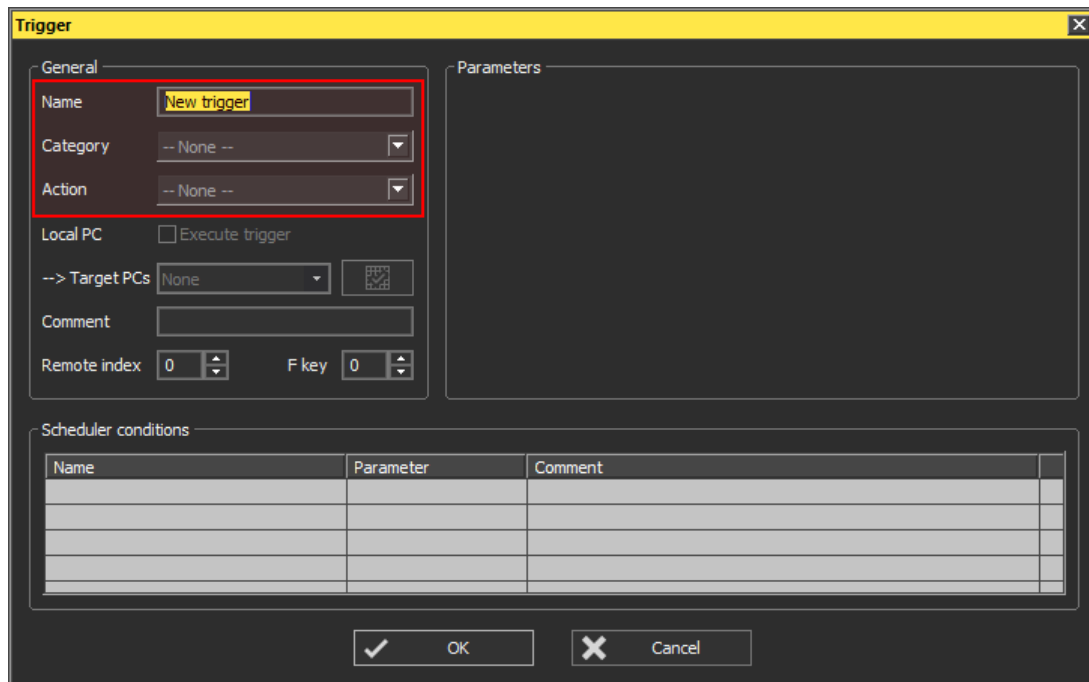 Trigger
General
Name New trigger
Category -- None --
Action -- None --
Local PC Execute trigger
--> Target PCs None
Comment
Remote index 0 F key 0
Parameters
Scheduler conditions
Name Parameter Comment
OK Cancel